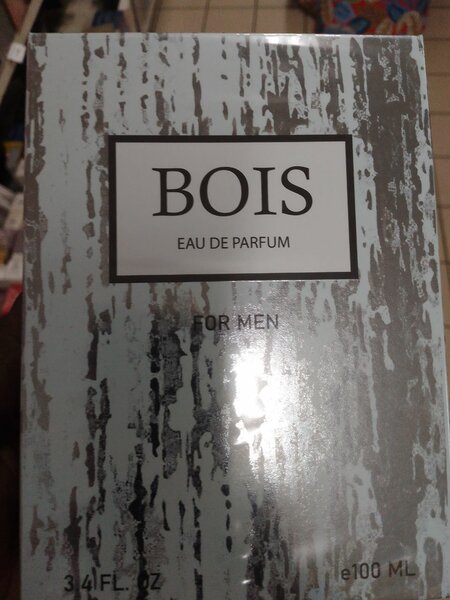 BOIS
EAU DE PARFUM
FOR MEN
3.4 FL. OZ
e100 ML